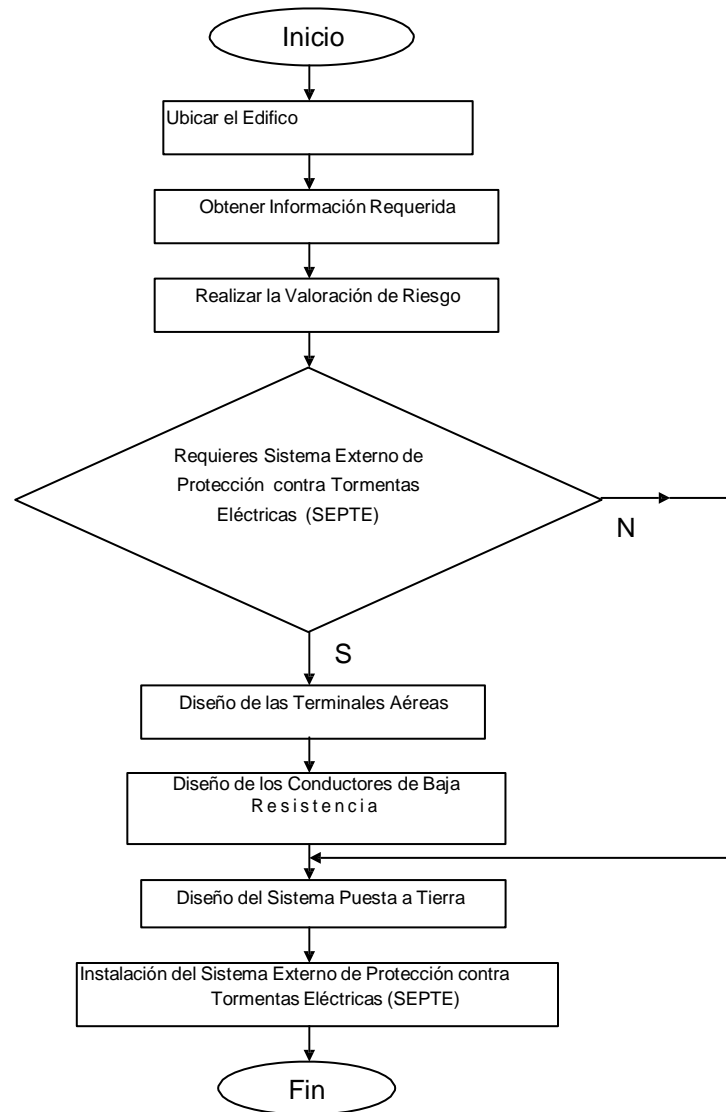 Inicio
Ubicar el Edifico
Obtener Información Requerida
Realizar la Valoración de Riesgo
Requieres Sistema Externo de
Protección contra Tormentas
Eléctricas (SEPTE)
N
S
Diseño de las Terminales Aéreas
Diseño de los Conductores de Baja
Resistencia
Diseño del Sistema Puesta a Tierra
Instalación del Sistema Externo de Protección contra
Tormentas Eléctricas (SEPTE)
Fin